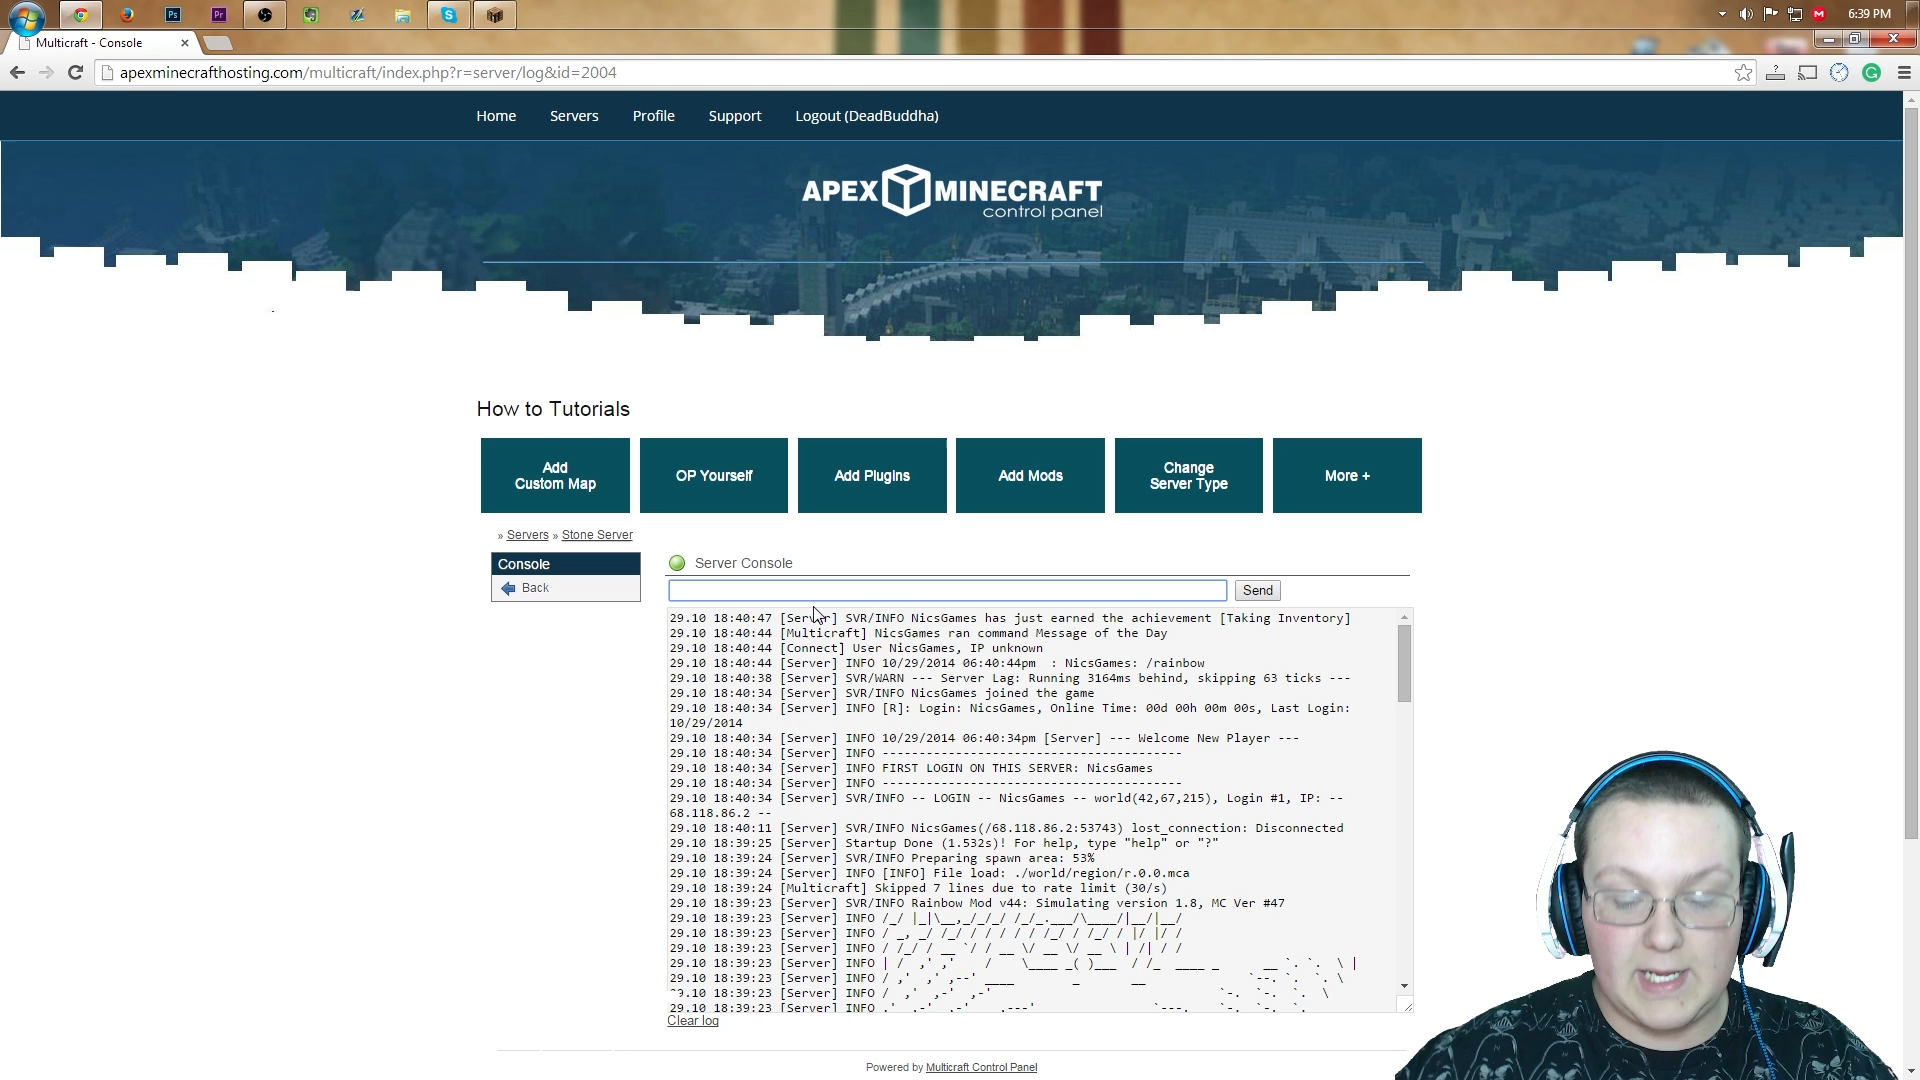 6:39 PM
Multicraft - Console
apexminecrafthosting.com/multicraft/index.php?r=server/log&id=2004
Home Servers Profile Support Logout (DeadBuddha)
APEX MINECRAFT
control panel
How to Tutorials
Add Custom Map
OP Yourself
Add Plugins
Add Mods
Change Server Type
More +
» Servers » Stone Server
Console
Back
Server Console
Send
29.10 18:40:47 [Server] SVR/INFO NicsGames has just earned the achievement [Taking Inventory]
29.10 18:40:44 [Multicraft] NicsGames ran command Message of the Day
29.10 18:40:44 [Connect] User NicsGames, IP unknown
29.10 18:40:44 [Server] INFO 10/29/2014 06:40:44pm : NicsGames: /rainbow
29.10 18:40:38 [Server] SVR/WARN --- Server Lag: Running 3164ms behind, skipping 63 ticks ---
29.10 18:40:34 [Server] SVR/INFO NicsGames joined the game
29.10 18:40:34 [Server] INFO [R]: Login: NicsGames, Online Time: 00d 00h 00m 00s, Last Login:
10/29/2014
29.10 18:40:34 [Server] INFO 10/29/2014 06:40:34pm [Server] --- Welcome New Player ---
29.10 18:40:34 [Server] INFO -----------------------------------------
29.10 18:40:34 [Server] INFO FIRST LOGIN ON THIS SERVER: NicsGames
29.10 18:40:34 [Server] INFO -----------------------------------------
29.10 18:40:34 [Server] SVR/INFO -- LOGIN -- NicsGames -- world(42,67,215), Login #1, IP: --
68.118.86.2 --
29.10 18:40:11 [Server] SVR/INFO NicsGames(/68.118.86.2:53743) lost_connection: Disconnected
29.10 18:39:25 [Server] Startup Done (1.532s)! For help, type "help" or "?"
29.10 18:39:24 [Server] SVR/INFO Preparing spawn area: 53%
29.10 18:39:24 [Server] INFO [INFO] File load: ./world/region/r.0.0.mca
29.10 18:39:24 [Multicraft] Skipped 7 lines due to rate limit (30/s)
29.10 18:39:23 [Server] SVR/INFO Rainbow Mod v44: Simulating version 1.8, MC Ver #47
29.10 18:39:23 [Server] INFO
29.10 18:39:23 [Server] INFO
29.10 18:39:23 [Server] INFO
29.10 18:39:23 [Server] INFO
29.10 18:39:23 [Server] INFO
29.10 18:39:23 [Server] INFO
29.10 18:39:23 [Server] INFO
Clear log
Powered by Multicraft Control Panel